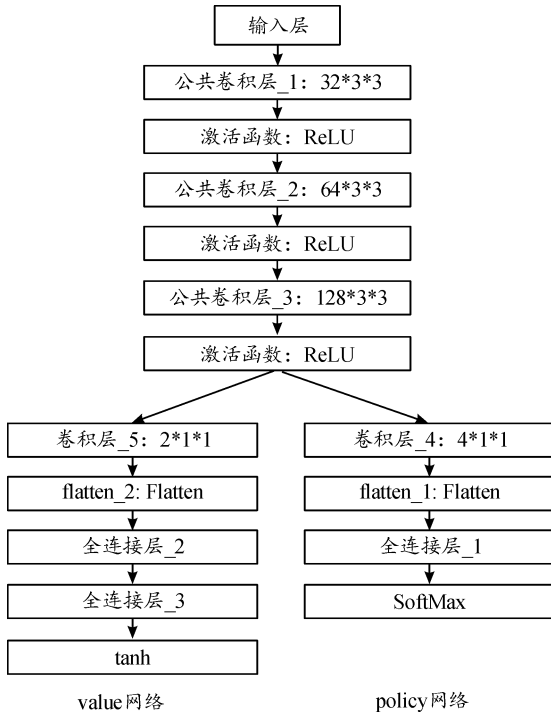 输入层
公共卷积层_1：32*3*3
激活函数：ReLU
公共卷积层_2：64*3*3
激活函数：ReLU
公共卷积层_3：128*3*3
激活函数：ReLU
卷积层_5：2*1*1
flatten_2: Flatten
全连接层_2
全连接层_3
tanh
value网络
卷积层_4：4*1*1
flatten_1: Flatten
全连接层_1
SoftMax
policy网络